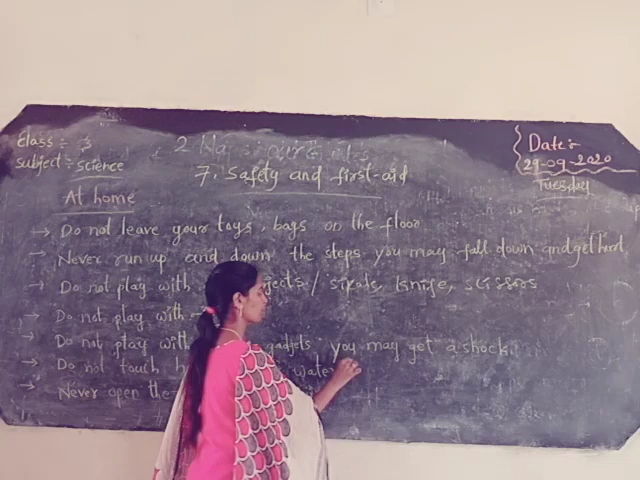 class :- 3
Subject :- Science
Date :-
29-09-2020
Tuesday
7. Safety and first-aid
At home
→ Do not leave your toys, bags on the floor
→ Never run up and down the steps you may fall down and get hurt
→ Do not play with jects / knife, scissors
→ Do not play with
→ Do not play with gadgets you may get a shock.
→ Do not touch h water
→ Never open the